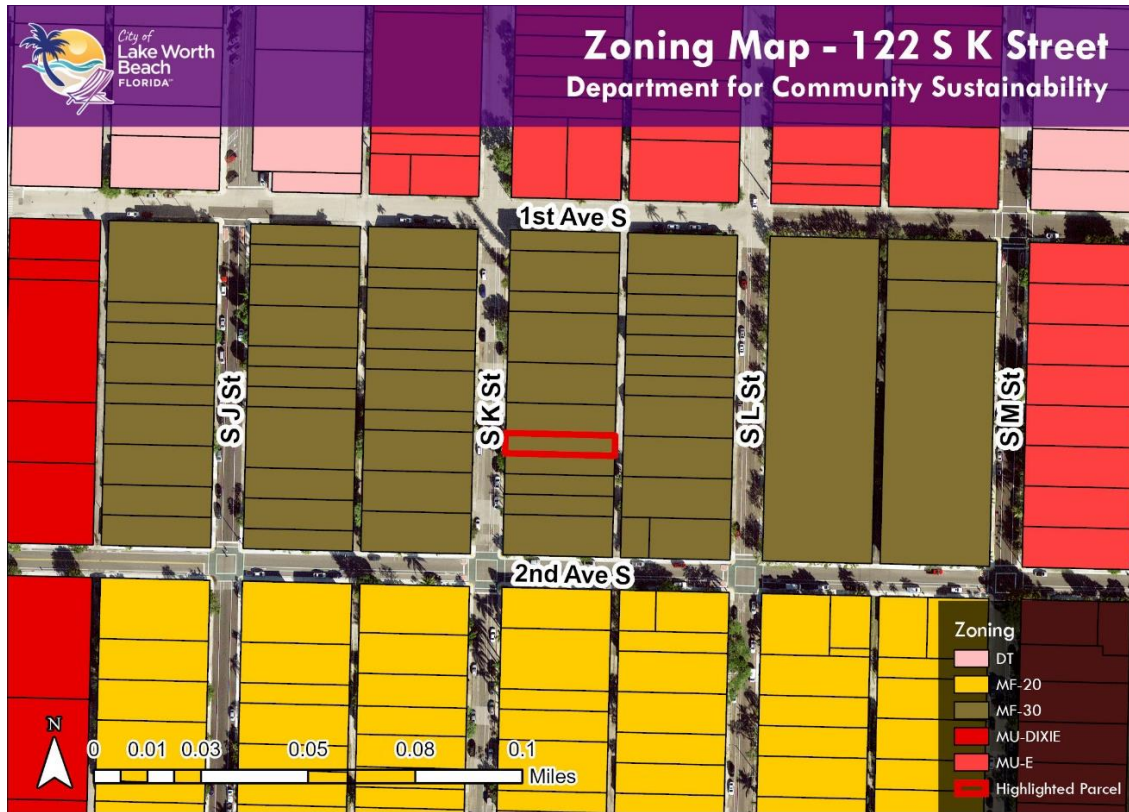 City of
Lake Worth
Beach
FLORIDA™
Zoning Map - 122 S K Street
Department for Community Sustainability
1st Ave S
S J St
S K St
S L St
S M St
2nd Ave S
Zoning
DT
MF-20
MF-30
MU-DIXIE
MU-E
Highlighted Parcel
N
0 0.01 0.03 0.05 0.08 0.1
Miles